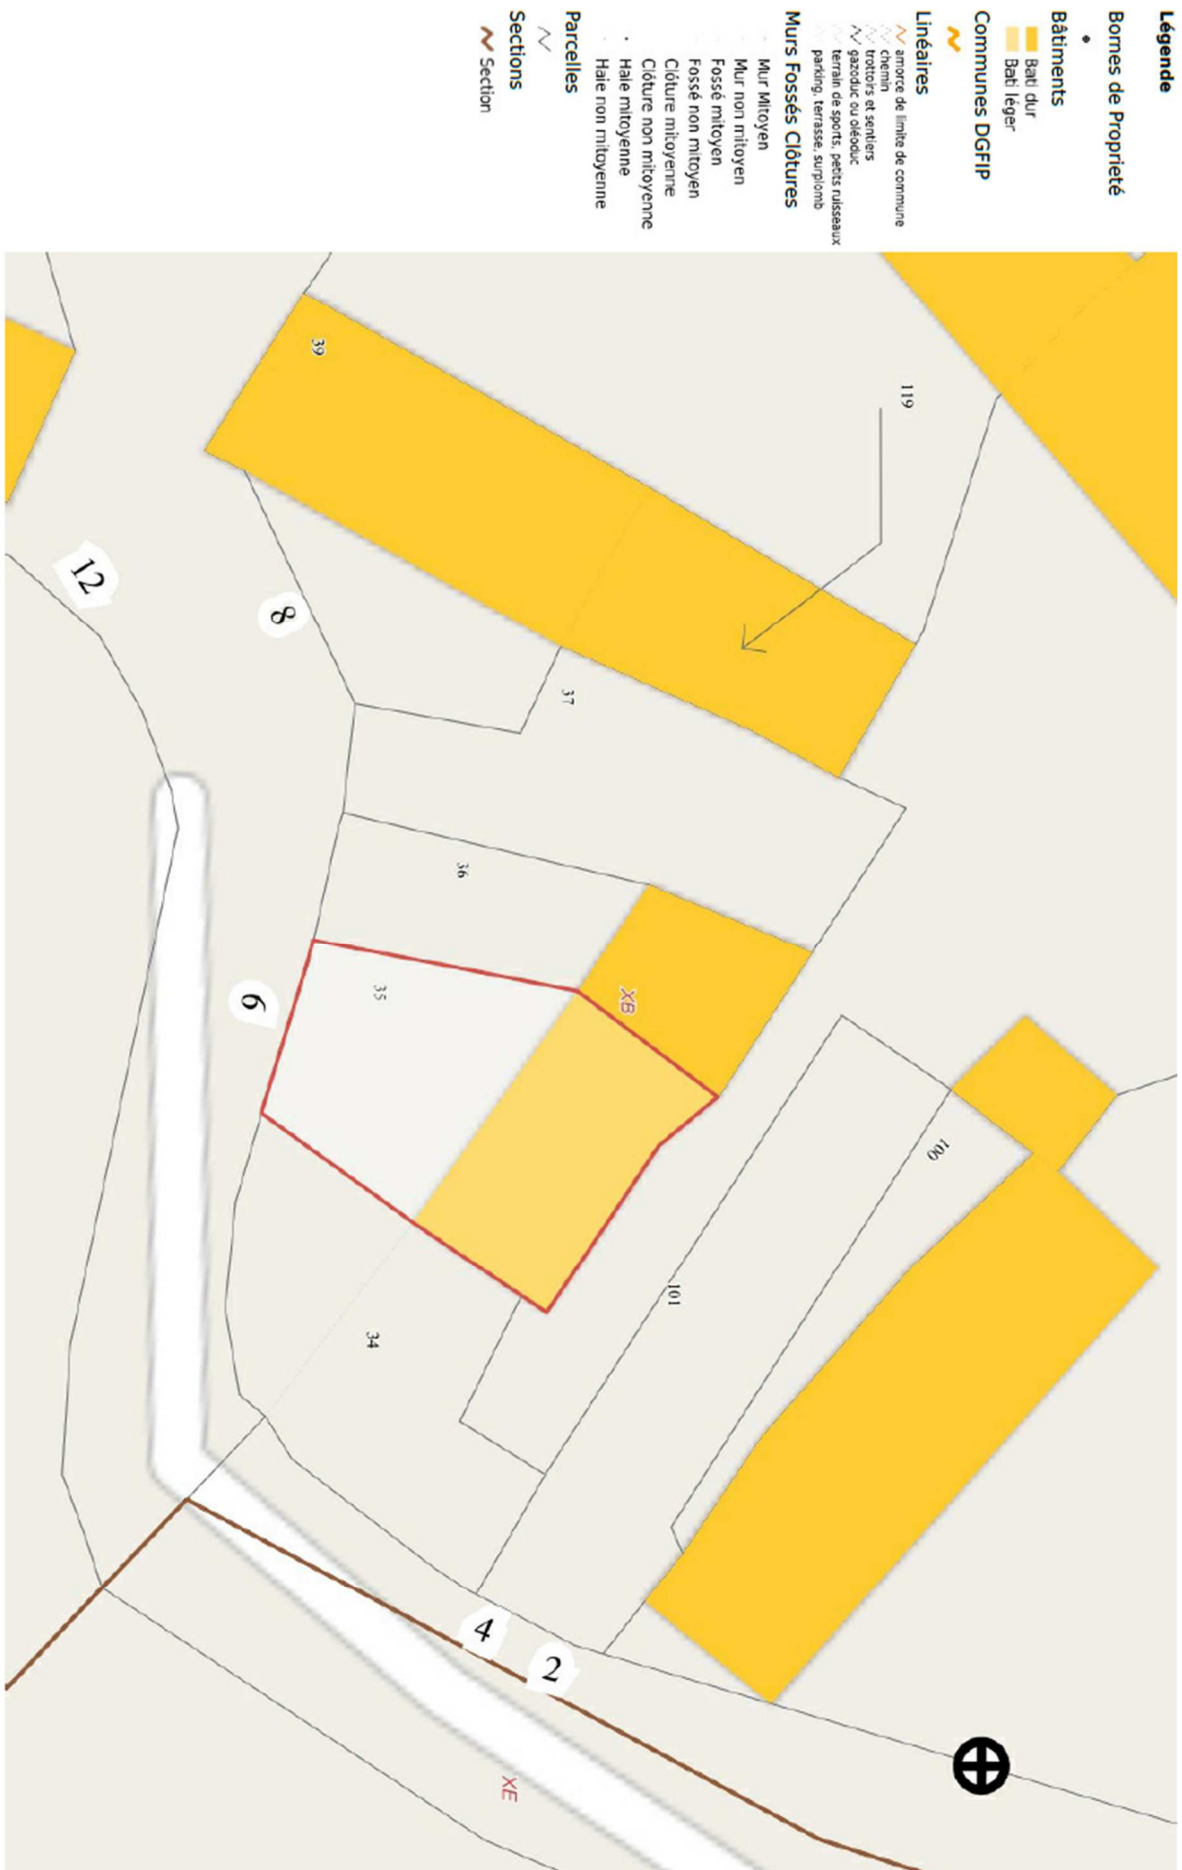 Légende
Bornes de Proprieté
Bâtiments
Bati dur
Bati léger
Communes DGFIP
Linéaires
amorce de limite de commune
chemin
trottoirs et sentiers
gazoduc ou oléoduc
terrain de sports, petits ruisseaux
parking, terrasse, surplomb
Murs Fossés Clôtures
Mur Mitoyen
Mur non mitoyen
Fossé mitoyen
Fossé non mitoyen
Clôture mitoyenne
Clôture non mitoyenne
Haie mitoyenne
Haie non mitoyenne
Parcelles
Sections
Section
119
39
37
36
35
34
XB
100
101
12
8
6
4
2
XE